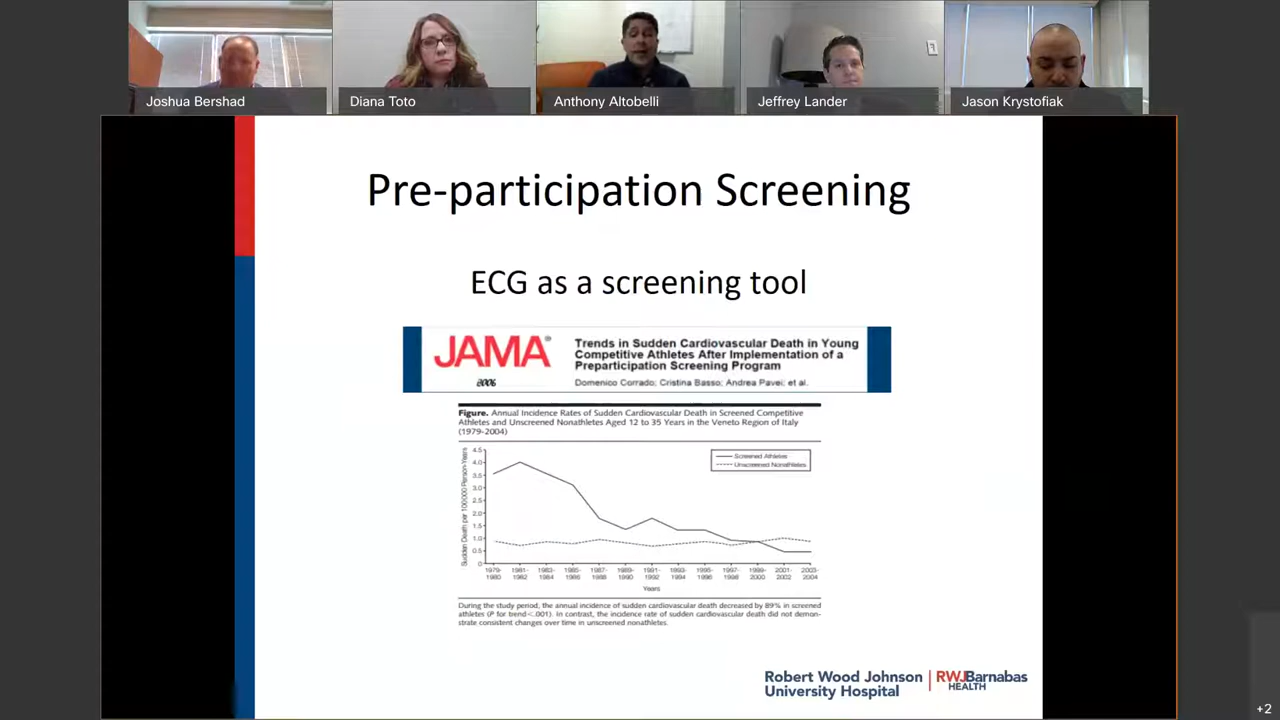 Joshua Bershad
Diana Toto
Anthony Altobelli
Jeffrey Lander
Jason Krystofiak
Pre-participation Screening
ECG as a screening tool
JAMA®
2006
Trends in Sudden Cardiovascular Death in Young
Competitive Athletes After Implementation of a
Preparticipation Screening Program
Domenico Corrado; Cristina Basso; Andrea Pavei; et al.
Figure. Annual Incidence Rates of Sudden Cardiovascular Death in Screened Competitive
Athletes and Unscreened Nonathletes Aged 12 to 35 Years in the Veneto Region of Italy
(1979-2004)
Sudden Death per 100 000 Person-Years
4.5
4.0
3.5
3.0
2.5
2.0
1.5
1.0
0.5
0
Screened Athletes
Unscreened Nonathletes
1979-1980
1981-1982
1983-1984
1985-1986
1987-1988
1989-1990
1991-1992
1993-1994
1995-1996
1997-1998
1999-2000
2001-2002
2003-2004
Years
During the study period, the annual incidence of sudden cardiovascular death decreased by 89% in screened
athletes (P for trend<.001). In contrast, the incidence rate of sudden cardiovascular death did not demon-
strate consistent changes over time in unscreened nonathletes.
Robert Wood Johnson
University Hospital
RWJBarnabas
HEALTH
+2